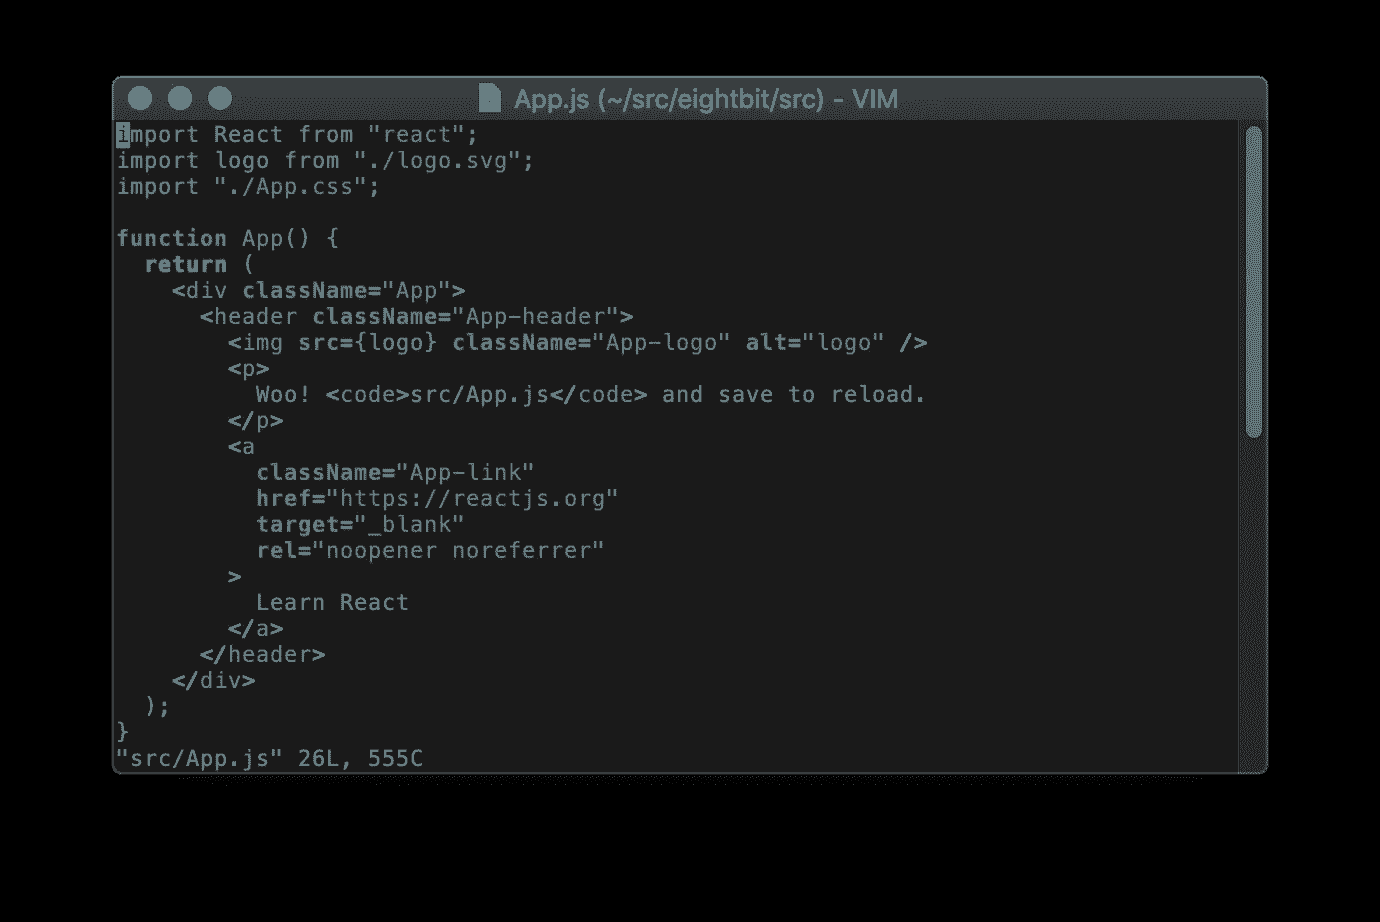 App.js (~/src/eightbit/src) - VIM
import React from "react";
import logo from "./logo.svg";
import "./App.css";

function App() {
  return (
    <div className="App">
      <header className="App-header">
        <img src={logo} className="App-logo" alt="logo" />
        <p>
          Woo! <code>src/App.js</code> and save to reload.
        </p>
        <a
          className="App-link"
          href="https://reactjs.org"
          target="_blank"
          rel="noopener noreferrer"
        >
          Learn React
        </a>
      </header>
    </div>
  );
}
"src/App.js" 26L, 555C